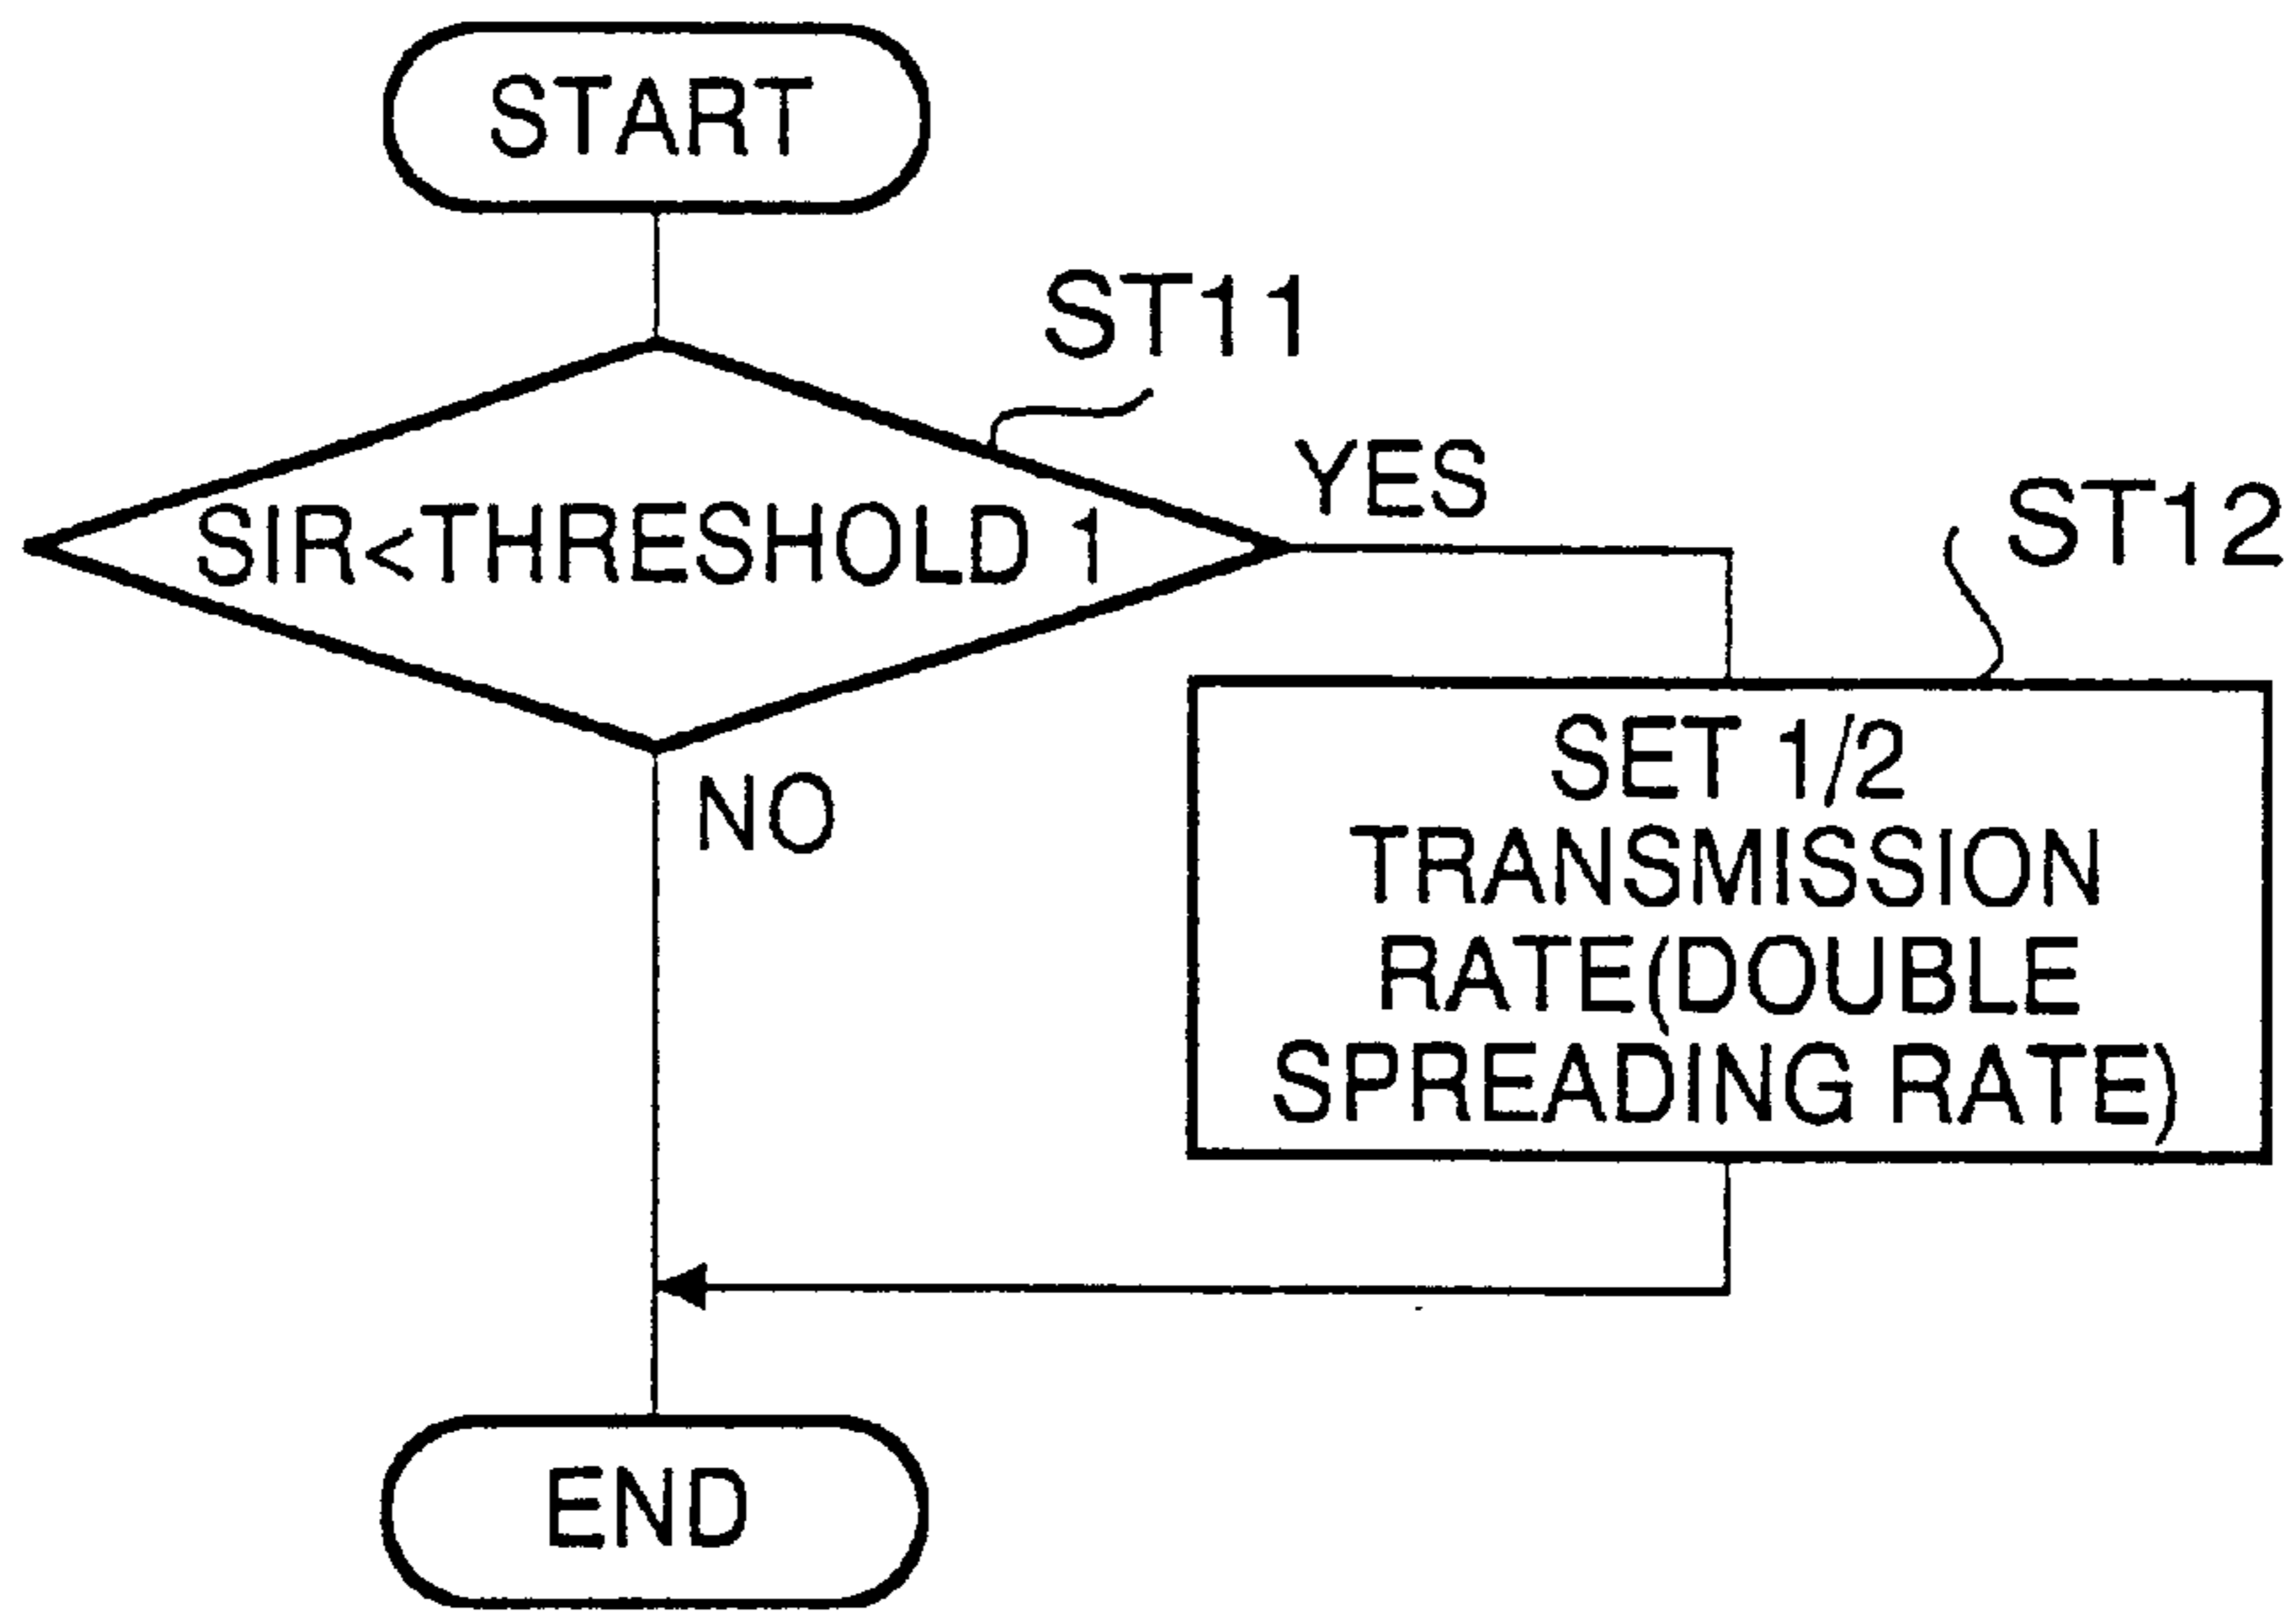 START
ST11
YES
SIR<THRESHOLD 1
ST12
NO
SET 1/2
TRANSMISSION
RATE(DOUBLE
SPREADING RATE)
END